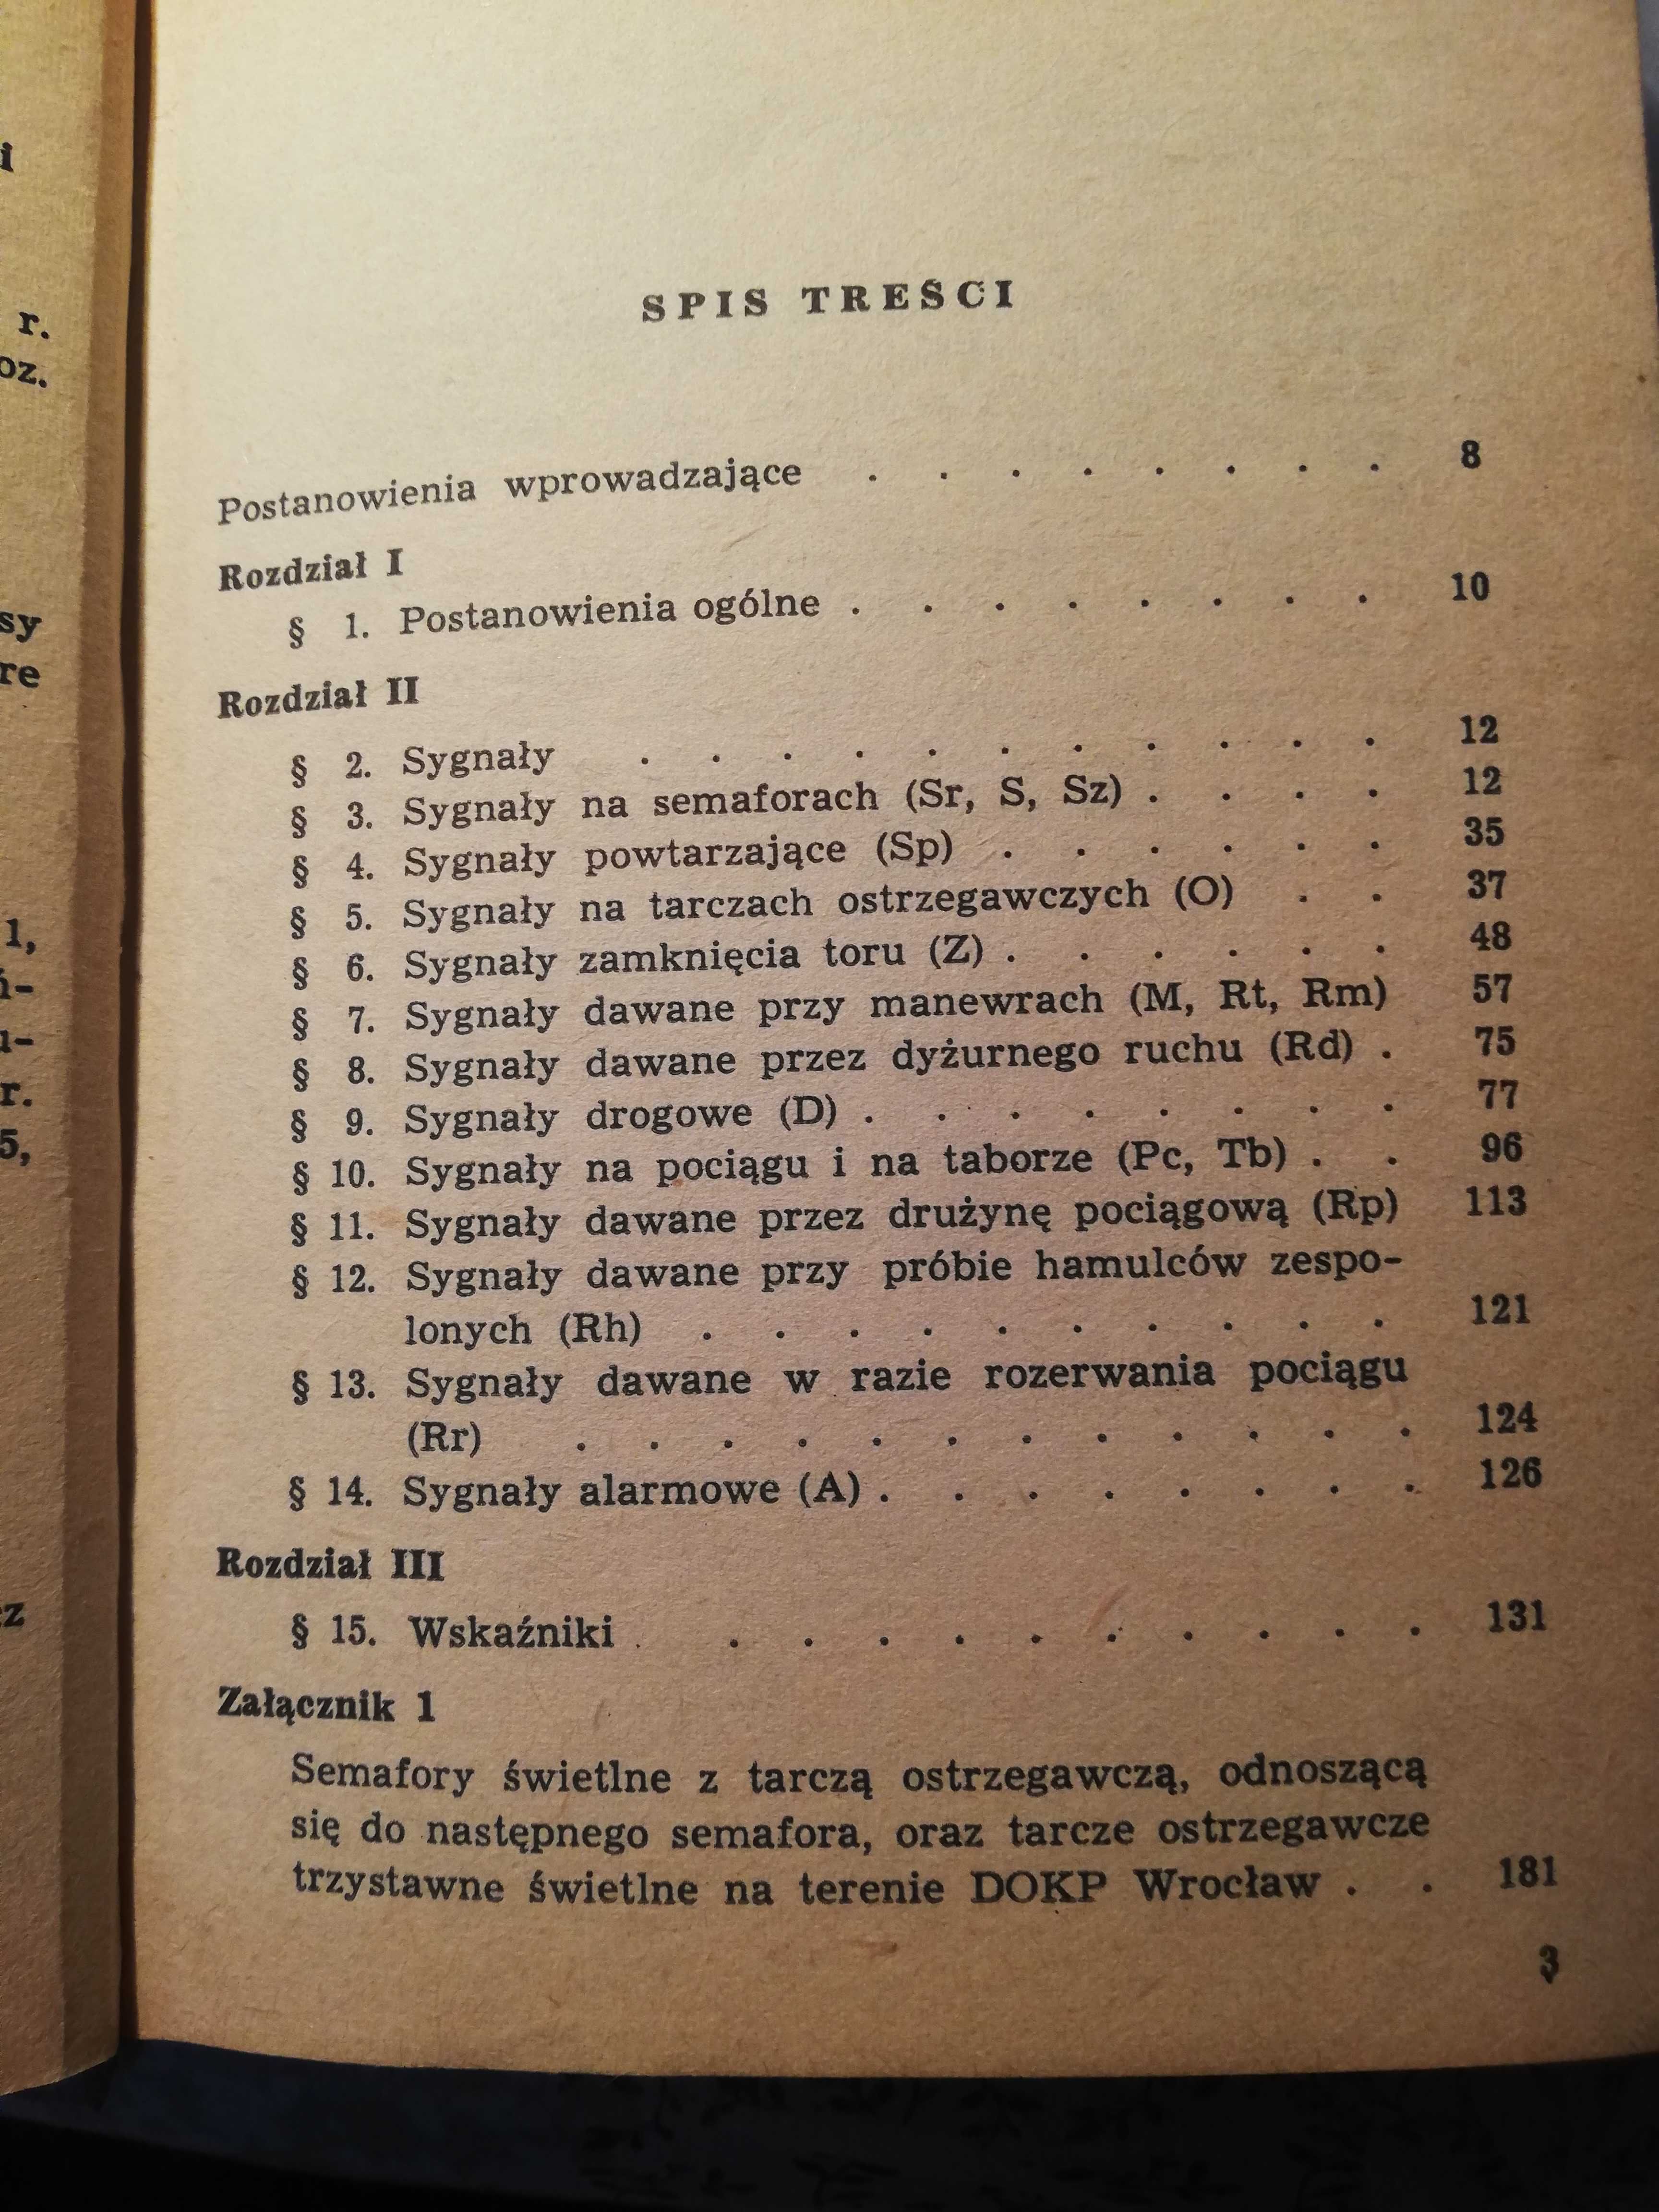 i
r.
oz.
sy
re
1,
r.
5,
z
SPIS TREŚCI
Postanowienia wprowadzające . . . . . . . . 8
Rozdział I
§ 1. Postanowienia ogólne . . . . . . . . 10
Rozdział II
§ 2. Sygnały . . . . . . . . . . . 12
§ 3. Sygnały na semaforach (Sr, S, Sz) . . . . 12
§ 4. Sygnały powtarzające (Sp) . . . . . . 35
§ 5. Sygnały na tarczach ostrzegawczych (O) . . 37
§ 6. Sygnały zamknięcia toru (Z) . . . . . . 48
§ 7. Sygnały dawane przy manewrach (M, Rt, Rm) 57
§ 8. Sygnały dawane przez dyżurnego ruchu (Rd) . 75
§ 9. Sygnały drogowe (D) . . . . . . . . 77
§ 10. Sygnały na pociągu i na taborze (Pc, Tb) . . 96
§ 11. Sygnały dawane przez drużynę pociągową (Rp) 113
§ 12. Sygnały dawane przy próbie hamulców zespo-
lonych (Rh) . . . . . . . . . . 121
§ 13. Sygnały dawane w razie rozerwania pociągu
(Rr) . . . . . . . . . . . . 124
§ 14. Sygnały alarmowe (A) . . . . . . . . 126
Rozdział III
§ 15. Wskaźniki . . . . . . . . . . . 131
Załącznik 1
Semafory świetlne z tarczą ostrzegawczą, odnoszącą
się do następnego semafora, oraz tarcze ostrzegawcze
trzystawne świetlne na terenie DOKP Wrocław . . 181
3